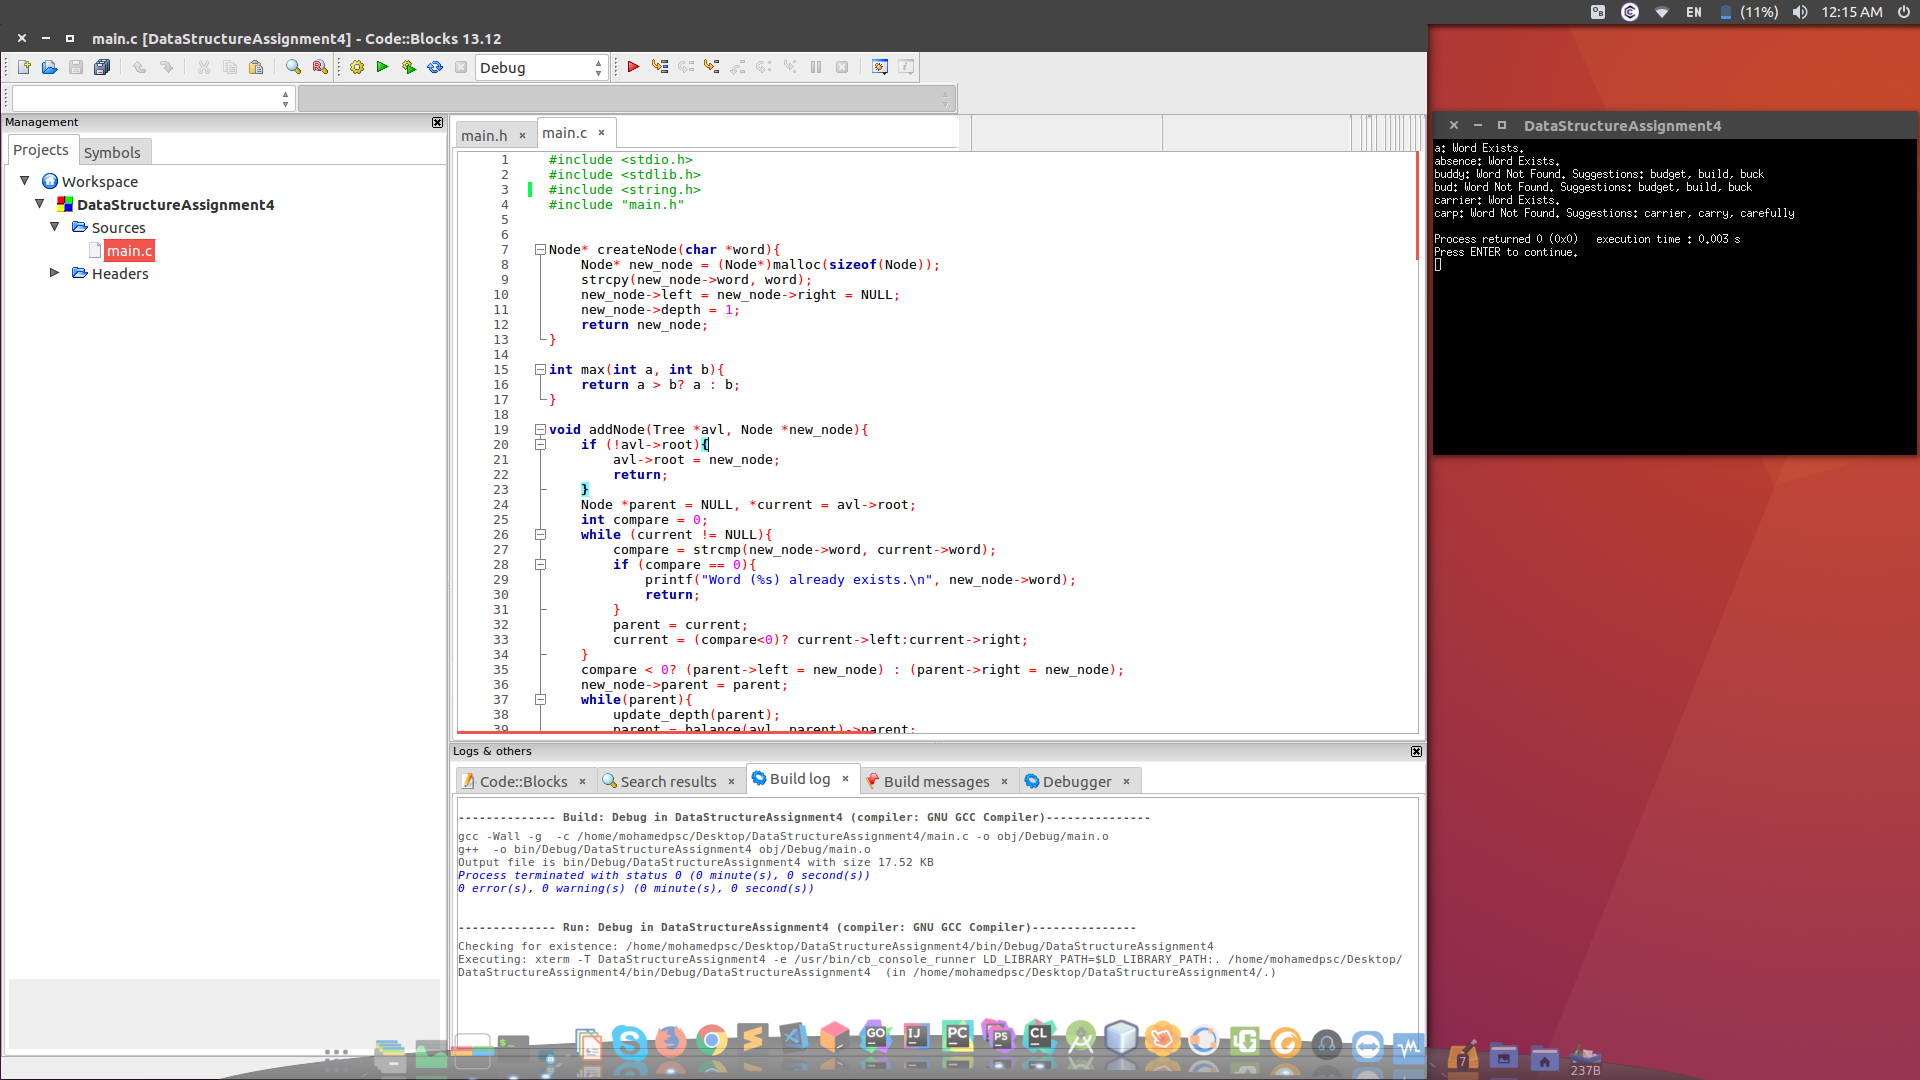 EN (11%) 12:15 AM
main.c [DataStructureAssignment4] - Code::Blocks 13.12
Debug
Management
Projects
Symbols
Workspace
DataStructureAssignment4
Sources
main.c
Headers
main.h
main.c
1 #include <stdio.h>
2 #include <stdlib.h>
3 #include <string.h>
4 #include "main.h"
5
6
7 Node* createNode(char *word){
8 Node* new_node = (Node*)malloc(sizeof(Node));
9 strcpy(new_node->word, word);
10 new_node->left = new_node->right = NULL;
11 new_node->depth = 1;
12 return new_node;
13 }
14
15 int max(int a, int b){
16 return a > b? a : b;
17 }
18
19 void addNode(Tree *avl, Node *new_node){
20 if (!avl->root){
21 avl->root = new_node;
22 return;
23 }
24 Node *parent = NULL, *current = avl->root;
25 int compare = 0;
26 while (current != NULL){
27 compare = strcmp(new_node->word, current->word);
28 if (compare == 0){
29 printf("Word (%s) already exists.\n", new_node->word);
30 return;
31 }
32 parent = current;
33 current = (compare<0)? current->left:current->right;
34 }
35 compare < 0? (parent->left = new_node) : (parent->right = new_node);
36 new_node->parent = parent;
37 while(parent){
38 update_depth(parent);
39 parent = balance(avl, parent)->parent;
Logs & others
Code::Blocks
Search results
Build log
Build messages
Debugger
-------------- Build: Debug in DataStructureAssignment4 (compiler: GNU GCC Compiler)---------------
gcc -Wall -g  -c /home/mohamedpsc/Desktop/DataStructureAssignment4/main.c -o obj/Debug/main.o
g++  -o bin/Debug/DataStructureAssignment4 obj/Debug/main.o
Output file is bin/Debug/DataStructureAssignment4 with size 17.52 KB
Process terminated with status 0 (0 minute(s), 0 second(s))
0 error(s), 0 warning(s) (0 minute(s), 0 second(s))
-------------- Run: Debug in DataStructureAssignment4 (compiler: GNU GCC Compiler)---------------
Checking for existence: /home/mohamedpsc/Desktop/DataStructureAssignment4/bin/Debug/DataStructureAssignment4
Executing: xterm -T DataStructureAssignment4 -e /usr/bin/cb_console_runner LD_LIBRARY_PATH=$LD_LIBRARY_PATH:. /home/mohamedpsc/Desktop/
DataStructureAssignment4/bin/Debug/DataStructureAssignment4  (in /home/mohamedpsc/Desktop/DataStructureAssignment4/.)
DataStructureAssignment4
a: Word Exists.
absence: Word Exists.
buddy: Word Not Found. Suggestions: budget, build, buck
bud: Word Not Found. Suggestions: budget, build, buck
carrier: Word Exists.
carp: Word Not Found. Suggestions: carrier, carry, carefully
Process returned 0 (0x0)   execution time : 0.003 s
Press ENTER to continue.
GO
IJ
PC
PS
CL
7
237B